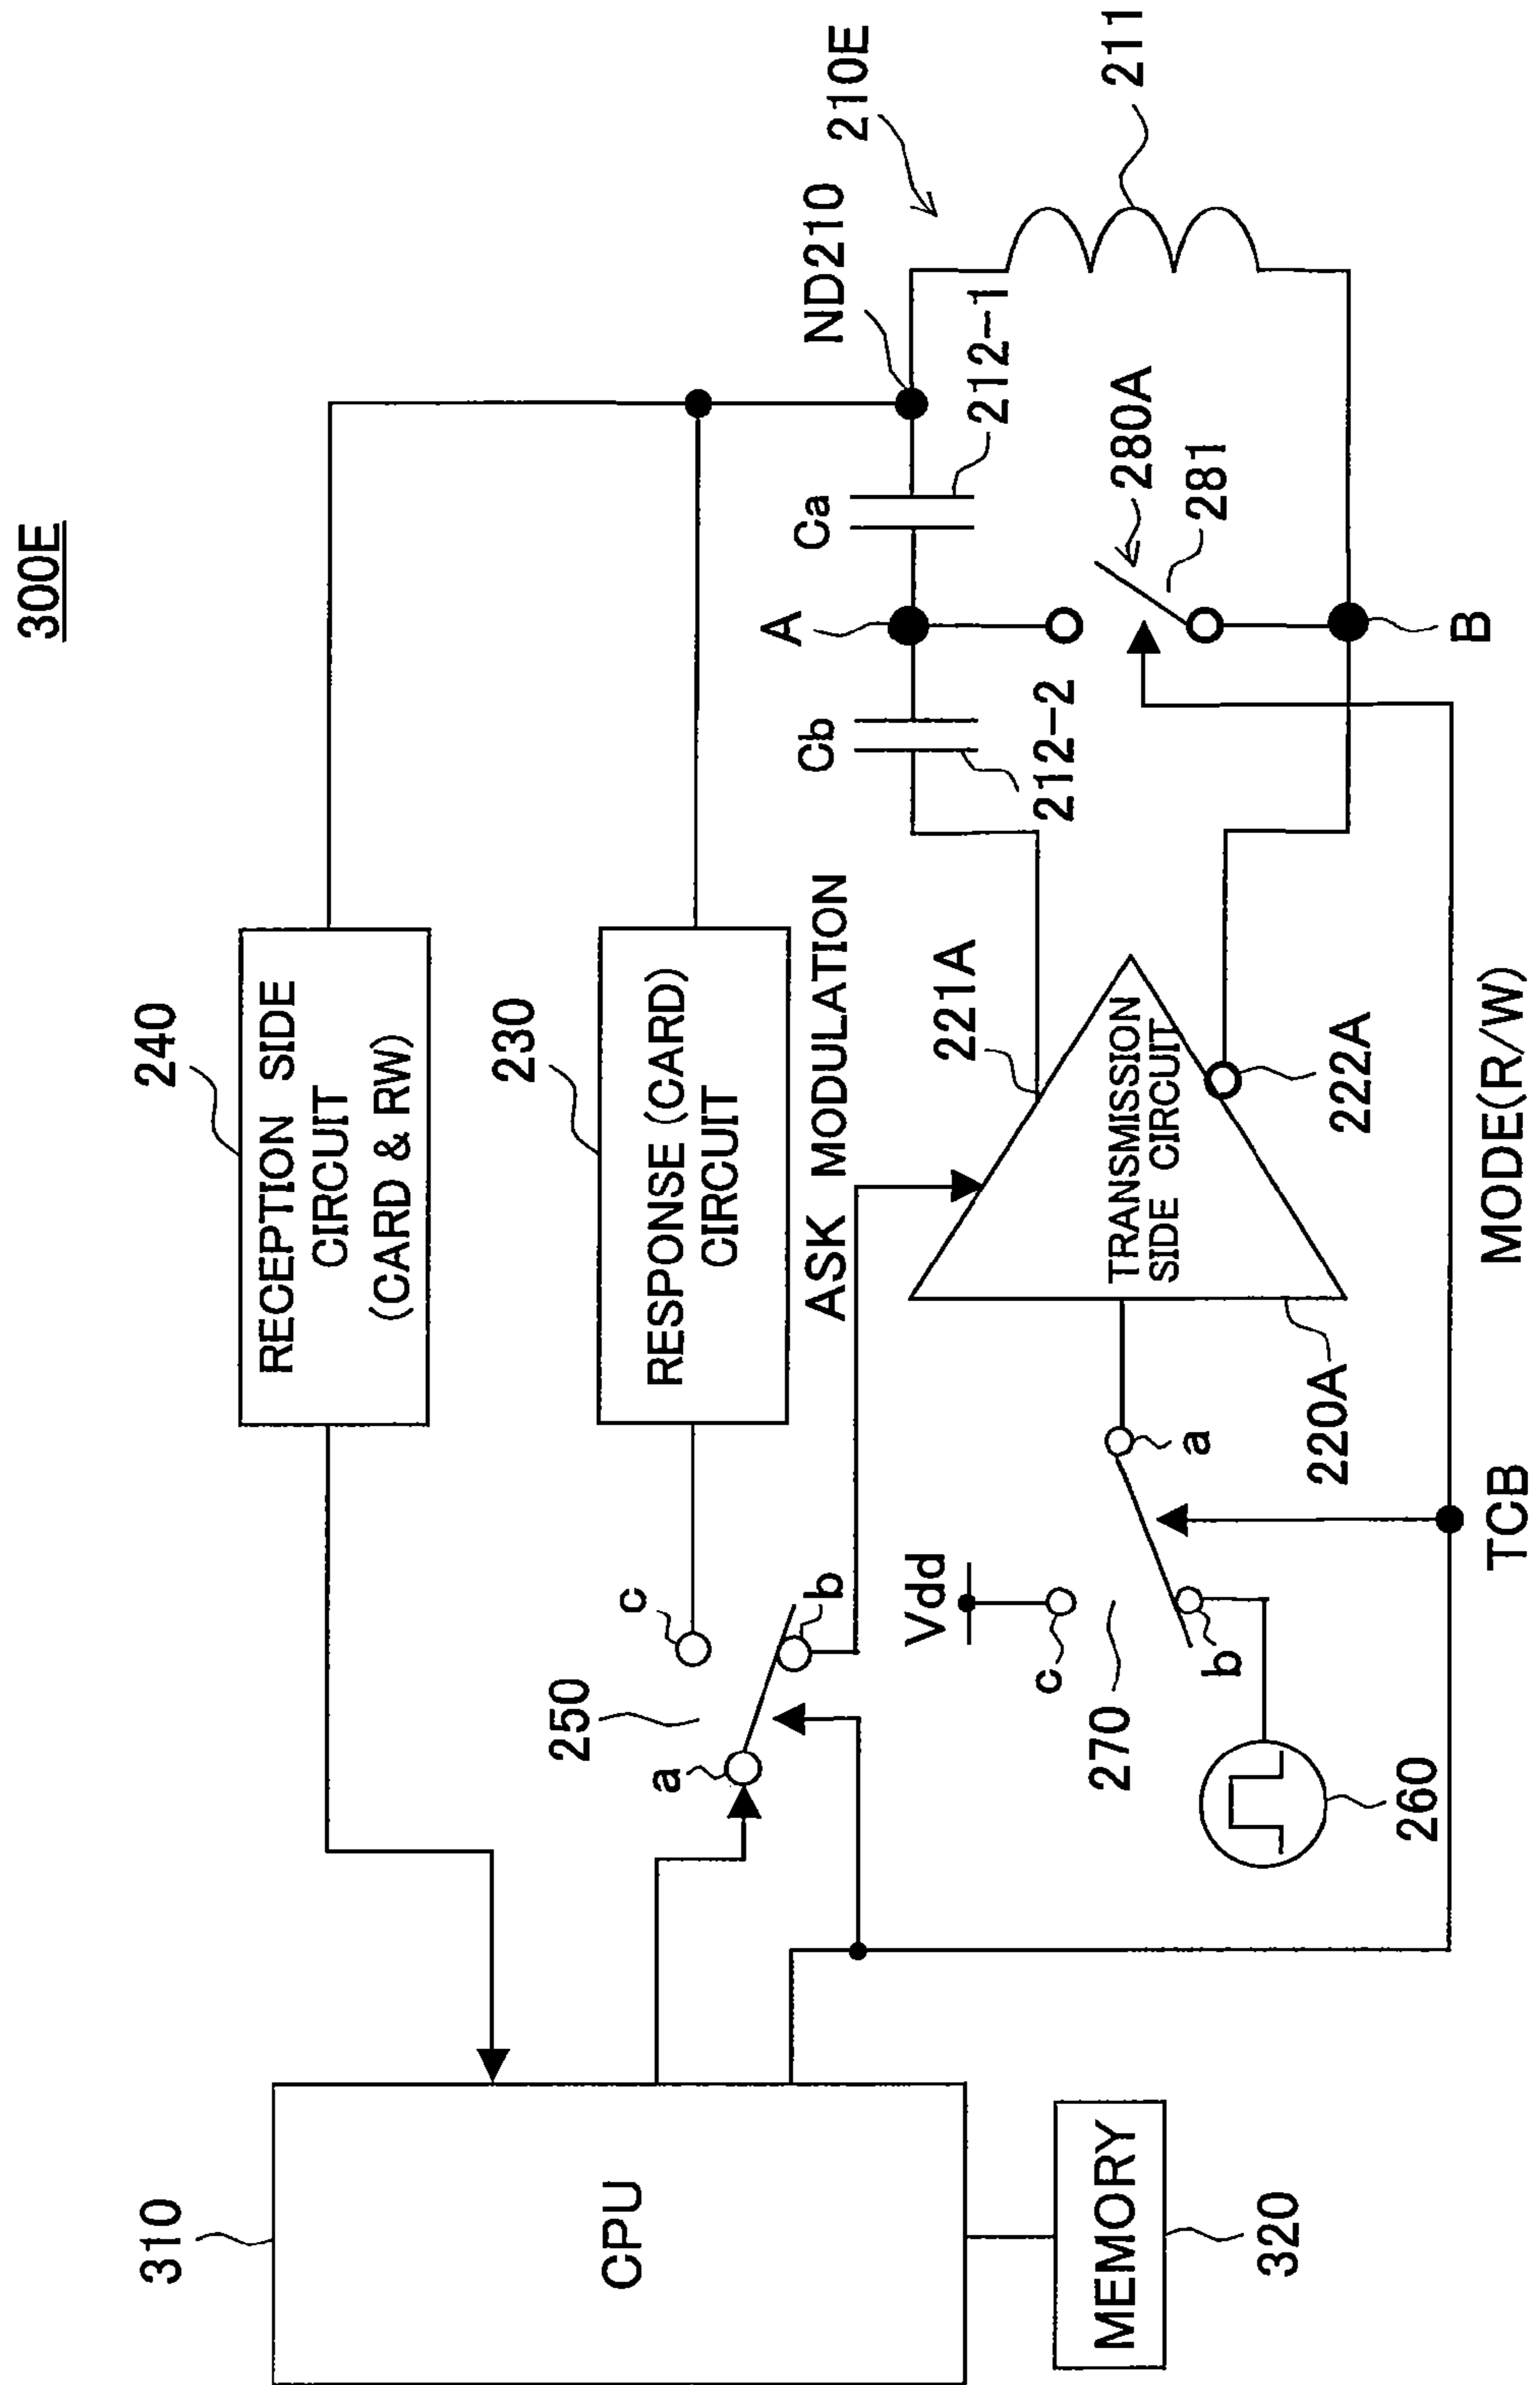 300E
240
RECEPTION SIDE
CIRCUIT
(CARD & RW)
310
CPU
MEMORY
320
230
RESPONSE (CARD)
CIRCUIT
250
a
b
c
ASK MODULATION
Vdd
c
270
b
a
260
TRANSMISSION
SIDE CIRCUIT
220A
221A
222A
TCB
MODE(R/W)
Cb
212-2
A
Ca
212-1
ND210
210E
211
280A
281
B